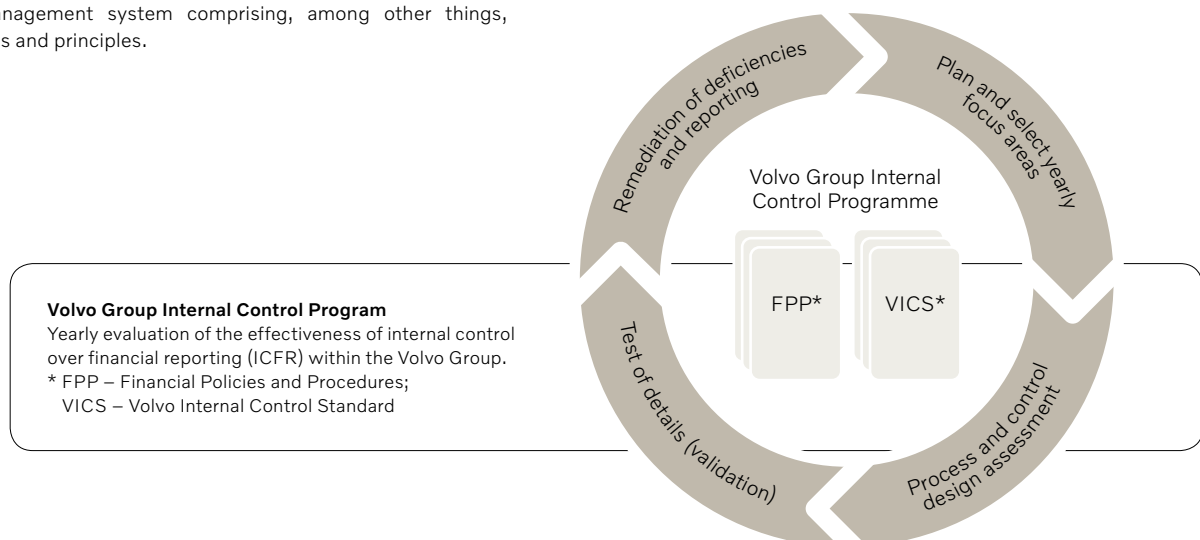 nagement system comprising, among other things,
s and principles.
Remediation of deficiencies
and reporting
Plan and select yearly
focus areas
Volvo Group Internal
Control Programme
FPP*
VICS*
Volvo Group Internal Control Program
Yearly evaluation of the effectiveness of internal control
over financial reporting (ICFR) within the Volvo Group.
* FPP – Financial Policies and Procedures;
VICS – Volvo Internal Control Standard
Test of details (validation)
Process and control
design assessment